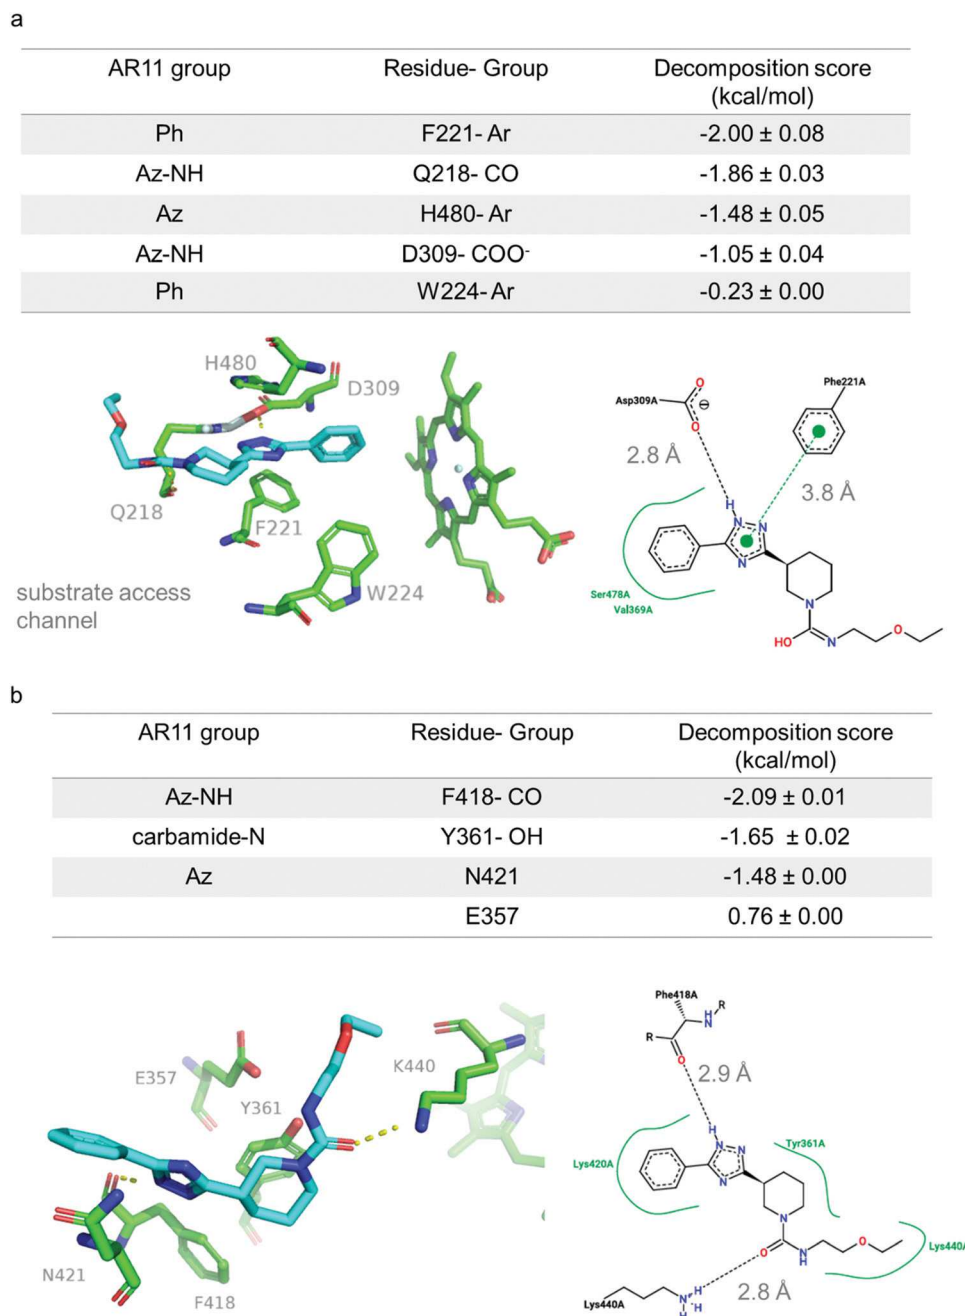 a
AR11 group Residue- Group Decomposition score
(kcal/mol)
Ph F221- Ar -2.00 ± 0.08
Az-NH Q218- CO -1.86 ± 0.03
Az H480- Ar -1.48 ± 0.05
Az-NH D309- COO⁻ -1.05 ± 0.04
Ph W224- Ar -0.23 ± 0.00
H480
D309
Q218
F221
W224
substrate access
channel
Asp309A
O
⊖
O
Phe221A
2.8 Å
3.8 Å
H
N
N
N
Ser478A
Val369A
N
HO
N
O
b
AR11 group Residue- Group Decomposition score
(kcal/mol)
Az-NH F418- CO -2.09 ± 0.01
carbamide-N Y361- OH -1.65 ± 0.02
Az N421 -1.48 ± 0.00
E357 0.76 ± 0.00
E357
Y361
K440
N421
F418
Phe418A
R
N
H
R
O
2.9 Å
H
N
N
N
Lys420A
Tyr361A
N
O
N
H
O
Lys440A
Lys440A
N
H
H
H
2.8 Å